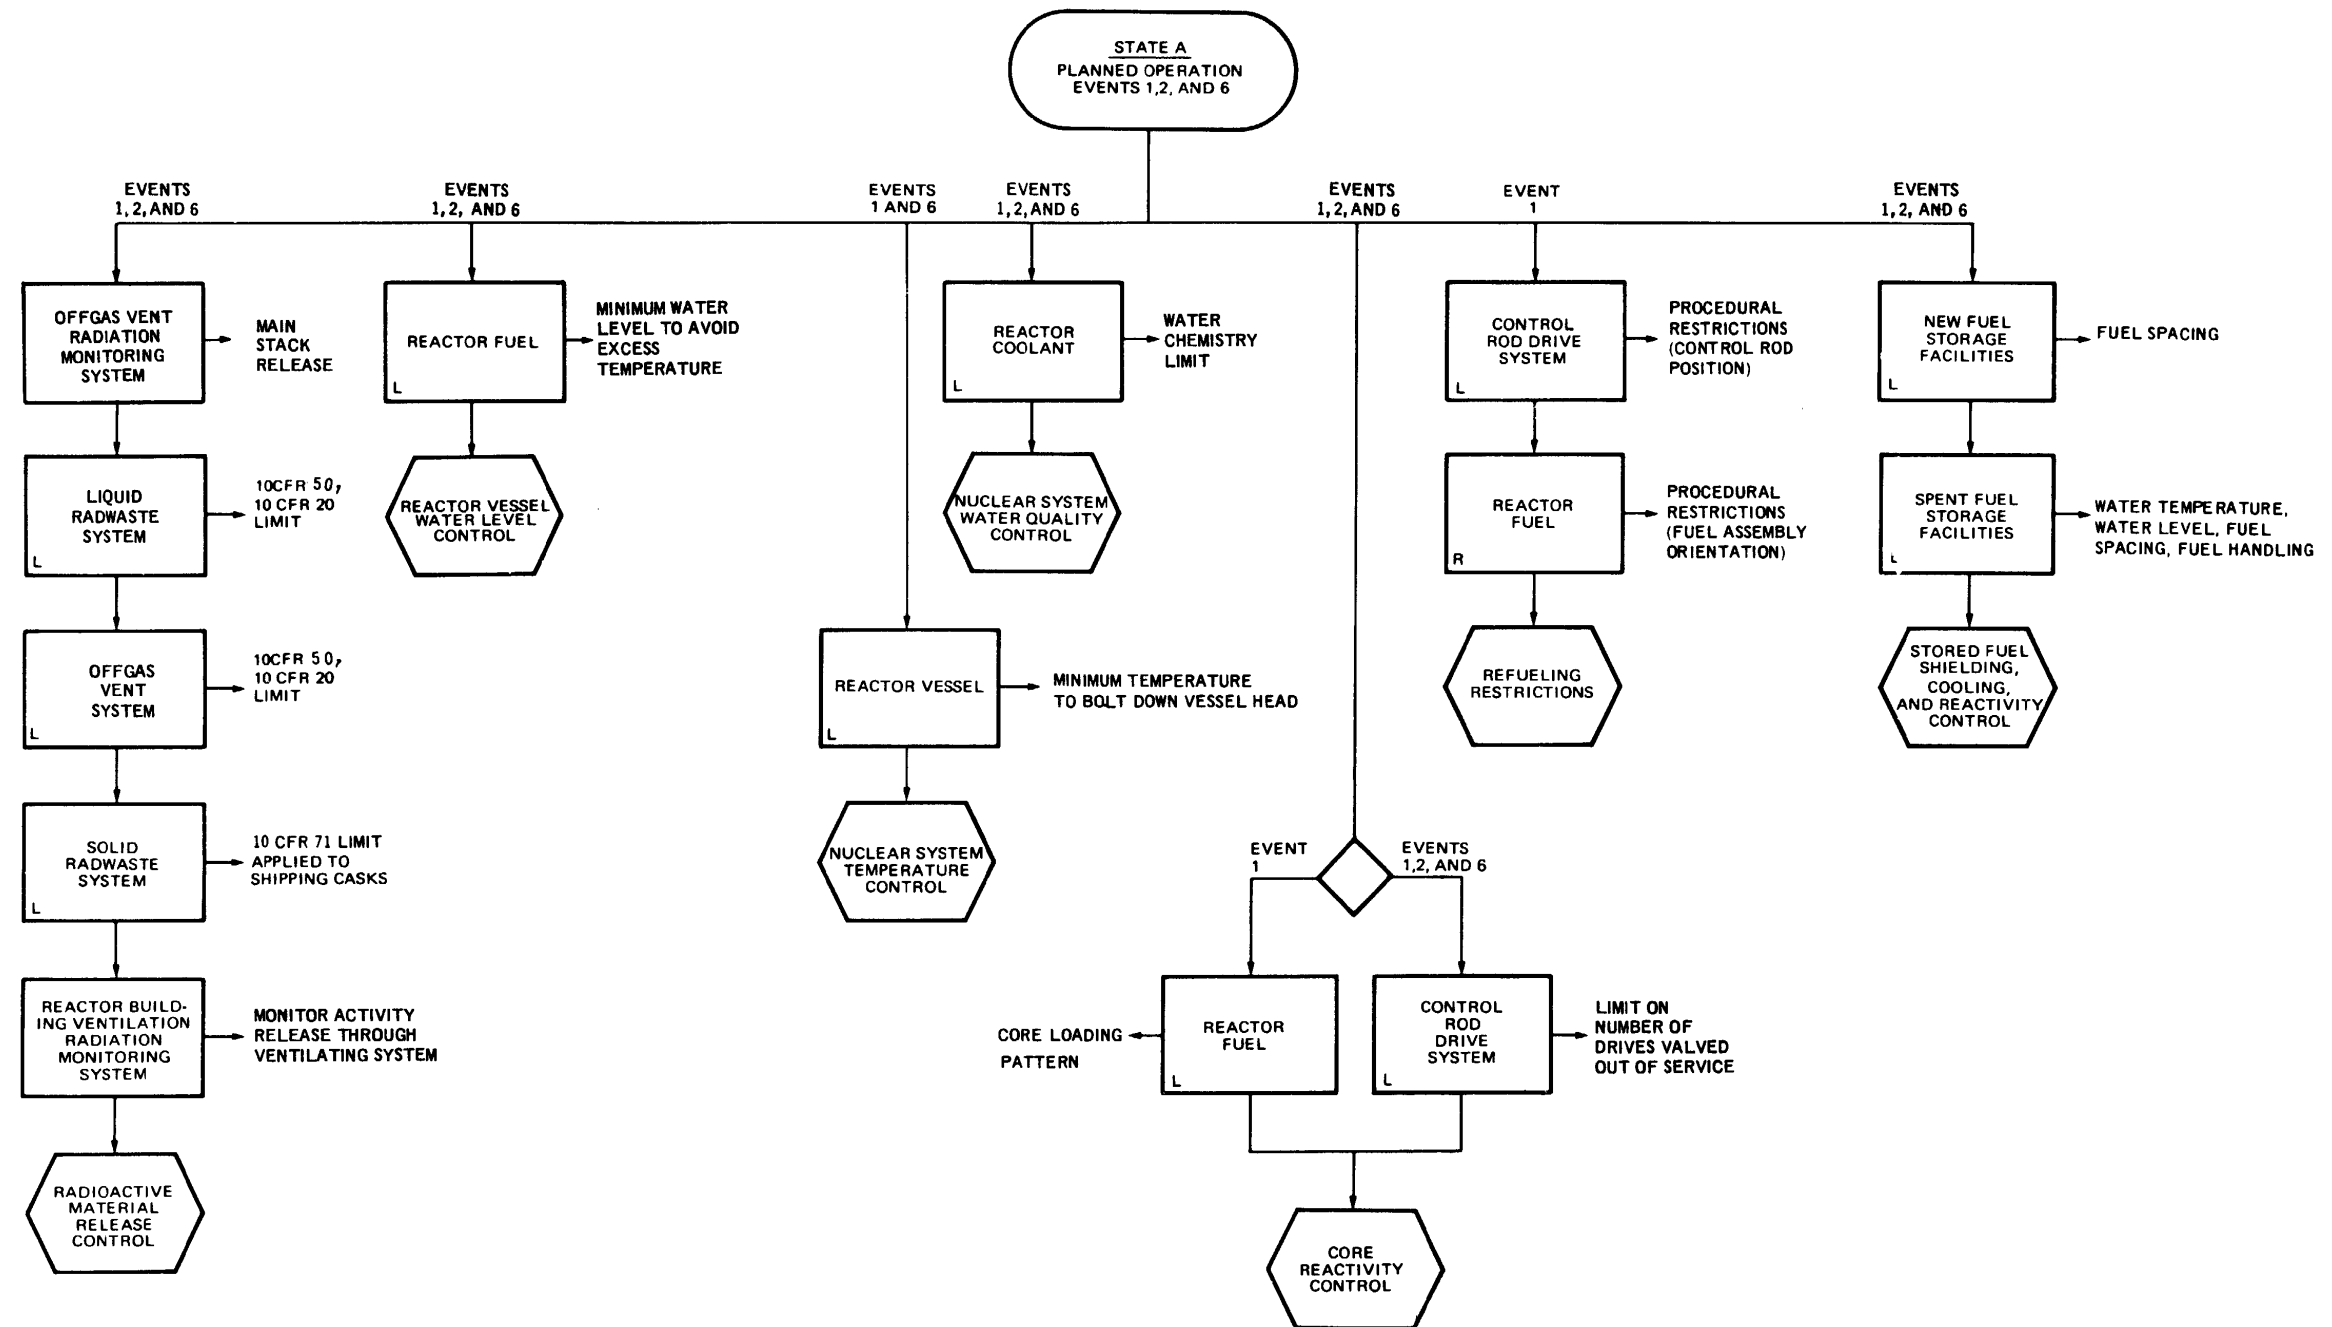 STATE A
PLANNED OPERATION
EVENTS 1,2, AND 6
EVENTS
1,2, AND 6
EVENTS
1,2, AND 6
EVENTS
1 AND 6
EVENTS
1,2, AND 6
EVENTS
1,2, AND 6
EVENT
1
EVENTS
1,2, AND 6
OFFGAS VENT
RADIATION
MONITORING
SYSTEM
MAIN
STACK
RELEASE
LIQUID
RADWASTE
SYSTEM
L
10CFR 50,
10 CFR 20
LIMIT
OFFGAS
VENT
SYSTEM
L
10CFR 50,
10 CFR 20
LIMIT
SOLID
RADWASTE
SYSTEM
L
10 CFR 71 LIMIT
APPLIED TO
SHIPPING CASKS
REACTOR BUILD-
ING VENTILATION
RADIATION
MONITORING
SYSTEM
MONITOR ACTIVITY
RELEASE THROUGH
VENTILATING SYSTEM
RADIOACTIVE
MATERIAL
RELEASE
CONTROL
REACTOR FUEL
L
MINIMUM WATER
LEVEL TO AVOID
EXCESS
TEMPERATURE
REACTOR VESSEL
WATER LEVEL
CONTROL
REACTOR VESSEL
L
MINIMUM TEMPERATURE
TO BOLT DOWN VESSEL HEAD
NUCLEAR SYSTEM
TEMPERATURE
CONTROL
REACTOR
COOLANT
L
WATER
CHEMISTRY
LIMIT
NUCLEAR SYSTEM
WATER QUALITY
CONTROL
EVENT
1
EVENTS
1,2, AND 6
REACTOR
FUEL
L
CORE LOADING
PATTERN
CONTROL
ROD
DRIVE
SYSTEM
L
LIMIT ON
NUMBER OF
DRIVES VALVED
OUT OF SERVICE
CORE
REACTIVITY
CONTROL
CONTROL
ROD DRIVE
SYSTEM
L
PROCEDURAL
RESTRICTIONS
(CONTROL ROD
POSITION)
REACTOR
FUEL
R
PROCEDURAL
RESTRICTIONS
(FUEL ASSEMBLY
ORIENTATION)
REFUELING
RESTRICTIONS
NEW FUEL
STORAGE
FACILITIES
L
FUEL SPACING
SPENT FUEL
STORAGE
FACILITIES
L
WATER TEMPERATURE,
WATER LEVEL, FUEL
SPACING, FUEL HANDLING
STORED FUEL
SHIELDING,
COOLING,
AND REACTIVITY
CONTROL